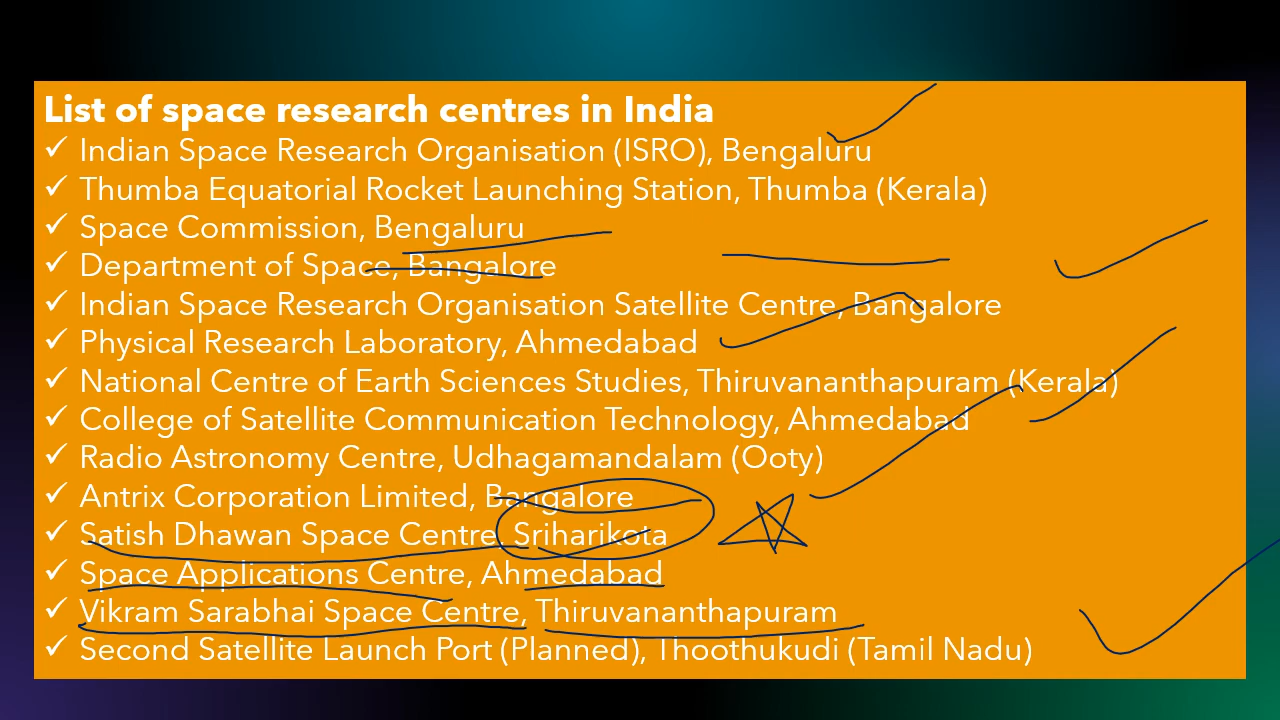 List of space research centres in India
✓ Indian Space Research Organisation (ISRO), Bengaluru
✓ Thumba Equatorial Rocket Launching Station, Thumba (Kerala)
✓ Space Commission, Bengaluru
✓ Department of Space, Bangalore
✓ Indian Space Research Organisation Satellite Centre, Bangalore
✓ Physical Research Laboratory, Ahmedabad
✓ National Centre of Earth Sciences Studies, Thiruvananthapuram (Kerala)
✓ College of Satellite Communication Technology, Ahmedabad
✓ Radio Astronomy Centre, Udhagamandalam (Ooty)
✓ Antrix Corporation Limited, Bangalore
✓ Satish Dhawan Space Centre, Sriharikota
✓ Space Applications Centre, Ahmedabad
✓ Vikram Sarabhai Space Centre, Thiruvananthapuram
✓ Second Satellite Launch Port (Planned), Thoothukudi (Tamil Nadu)